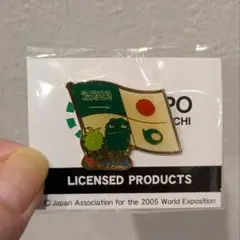 PO
CHI
LICENSED PRODUCTS
© Japan Association for the 2005 World Exposition